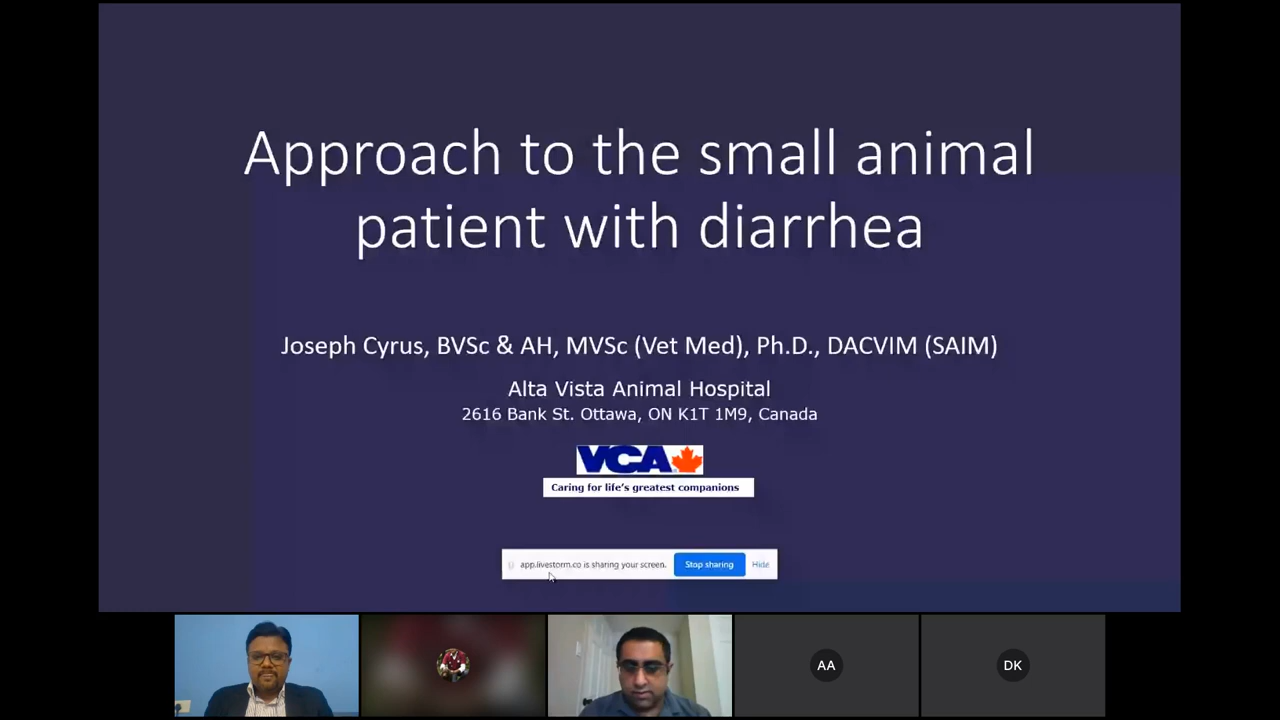 Approach to the small animal
patient with diarrhea
Joseph Cyrus, BVSc & AH, MVSc (Vet Med), Ph.D., DACVIM (SAIM)
Alta Vista Animal Hospital
2616 Bank St. Ottawa, ON K1T 1M9, Canada
VCA
Caring for life's greatest companions
app.livestorm.co is sharing your screen. Stop sharing Hide
AA DK